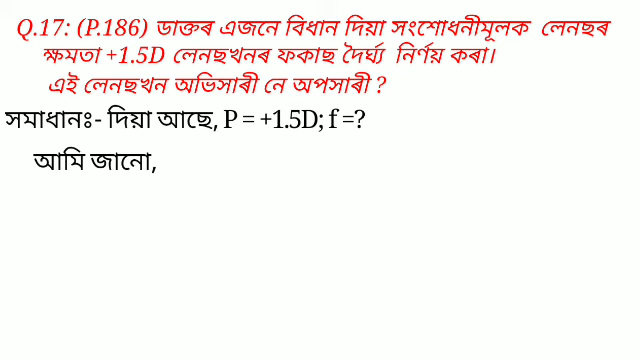 Q.17: (P.186) ডাক্তৰ এজনে বিধান দিয়া সংশোধনীমূলক লেনছৰ
ক্ষমতা +1.5D লেনছখনৰ ফকাছ দৈৰ্ঘ্য নিৰ্ণয় কৰা।
এই লেনছখন অভিসাৰী নে অপসাৰী ?
সমাধানঃ- দিয়া আছে, P = +1.5D; f =?
আমি জানো,